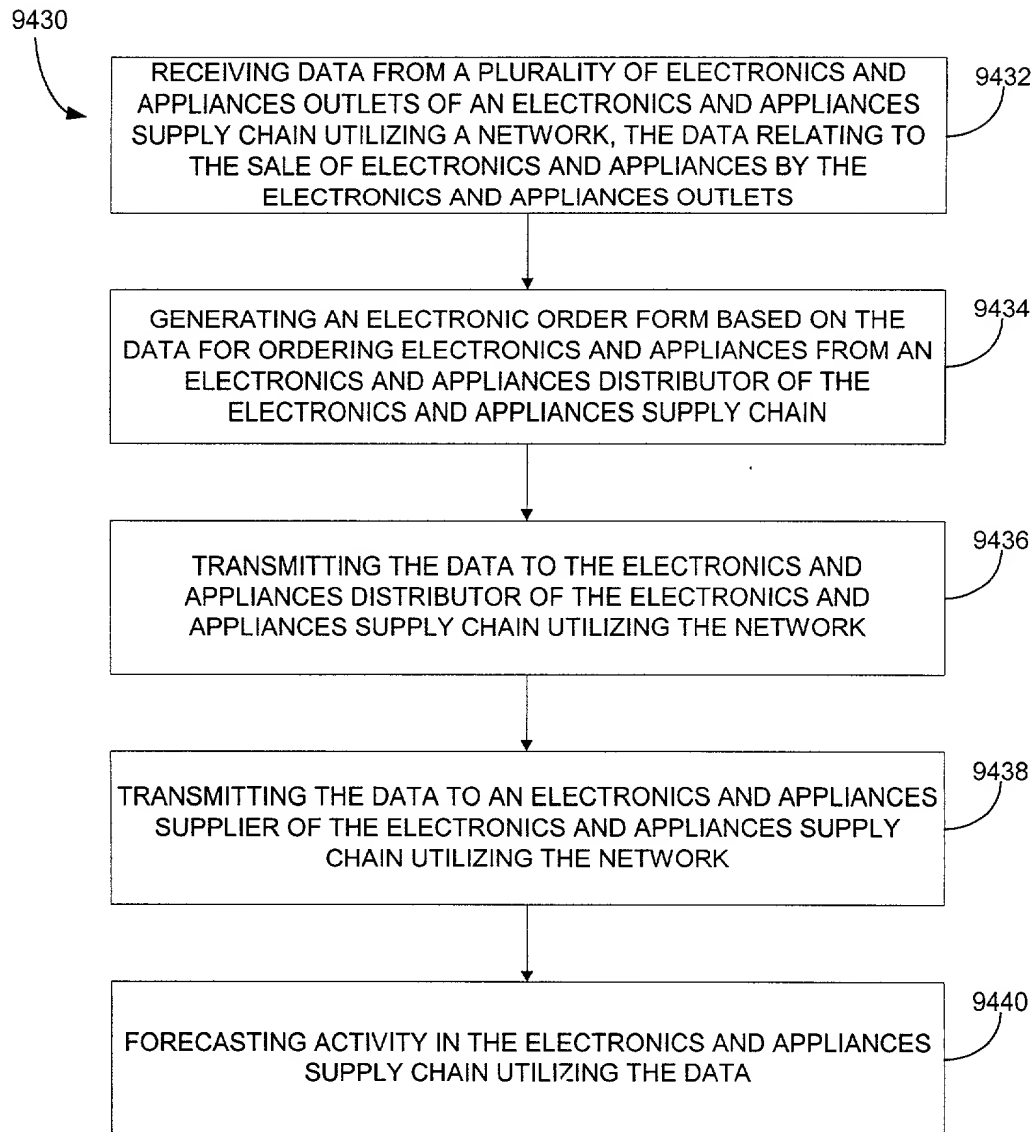 9430
RECEIVING DATA FROM A PLURALITY OF ELECTRONICS AND
APPLIANCES OUTLETS OF AN ELECTRONICS AND APPLIANCES
SUPPLY CHAIN UTILIZING A NETWORK, THE DATA RELATING TO
THE SALE OF ELECTRONICS AND APPLIANCES BY THE
ELECTRONICS AND APPLIANCES OUTLETS
9432
GENERATING AN ELECTRONIC ORDER FORM BASED ON THE
DATA FOR ORDERING ELECTRONICS AND APPLIANCES FROM AN
ELECTRONICS AND APPLIANCES DISTRIBUTOR OF THE
ELECTRONICS AND APPLIANCES SUPPLY CHAIN
9434
TRANSMITTING THE DATA TO THE ELECTRONICS AND
APPLIANCES DISTRIBUTOR OF THE ELECTRONICS AND
APPLIANCES SUPPLY CHAIN UTILIZING THE NETWORK
9436
TRANSMITTING THE DATA TO AN ELECTRONICS AND APPLIANCES
SUPPLIER OF THE ELECTRONICS AND APPLIANCES SUPPLY
CHAIN UTILIZING THE NETWORK
9438
FORECASTING ACTIVITY IN THE ELECTRONICS AND APPLIANCES
SUPPLY CHAIN UTILIZING THE DATA
9440